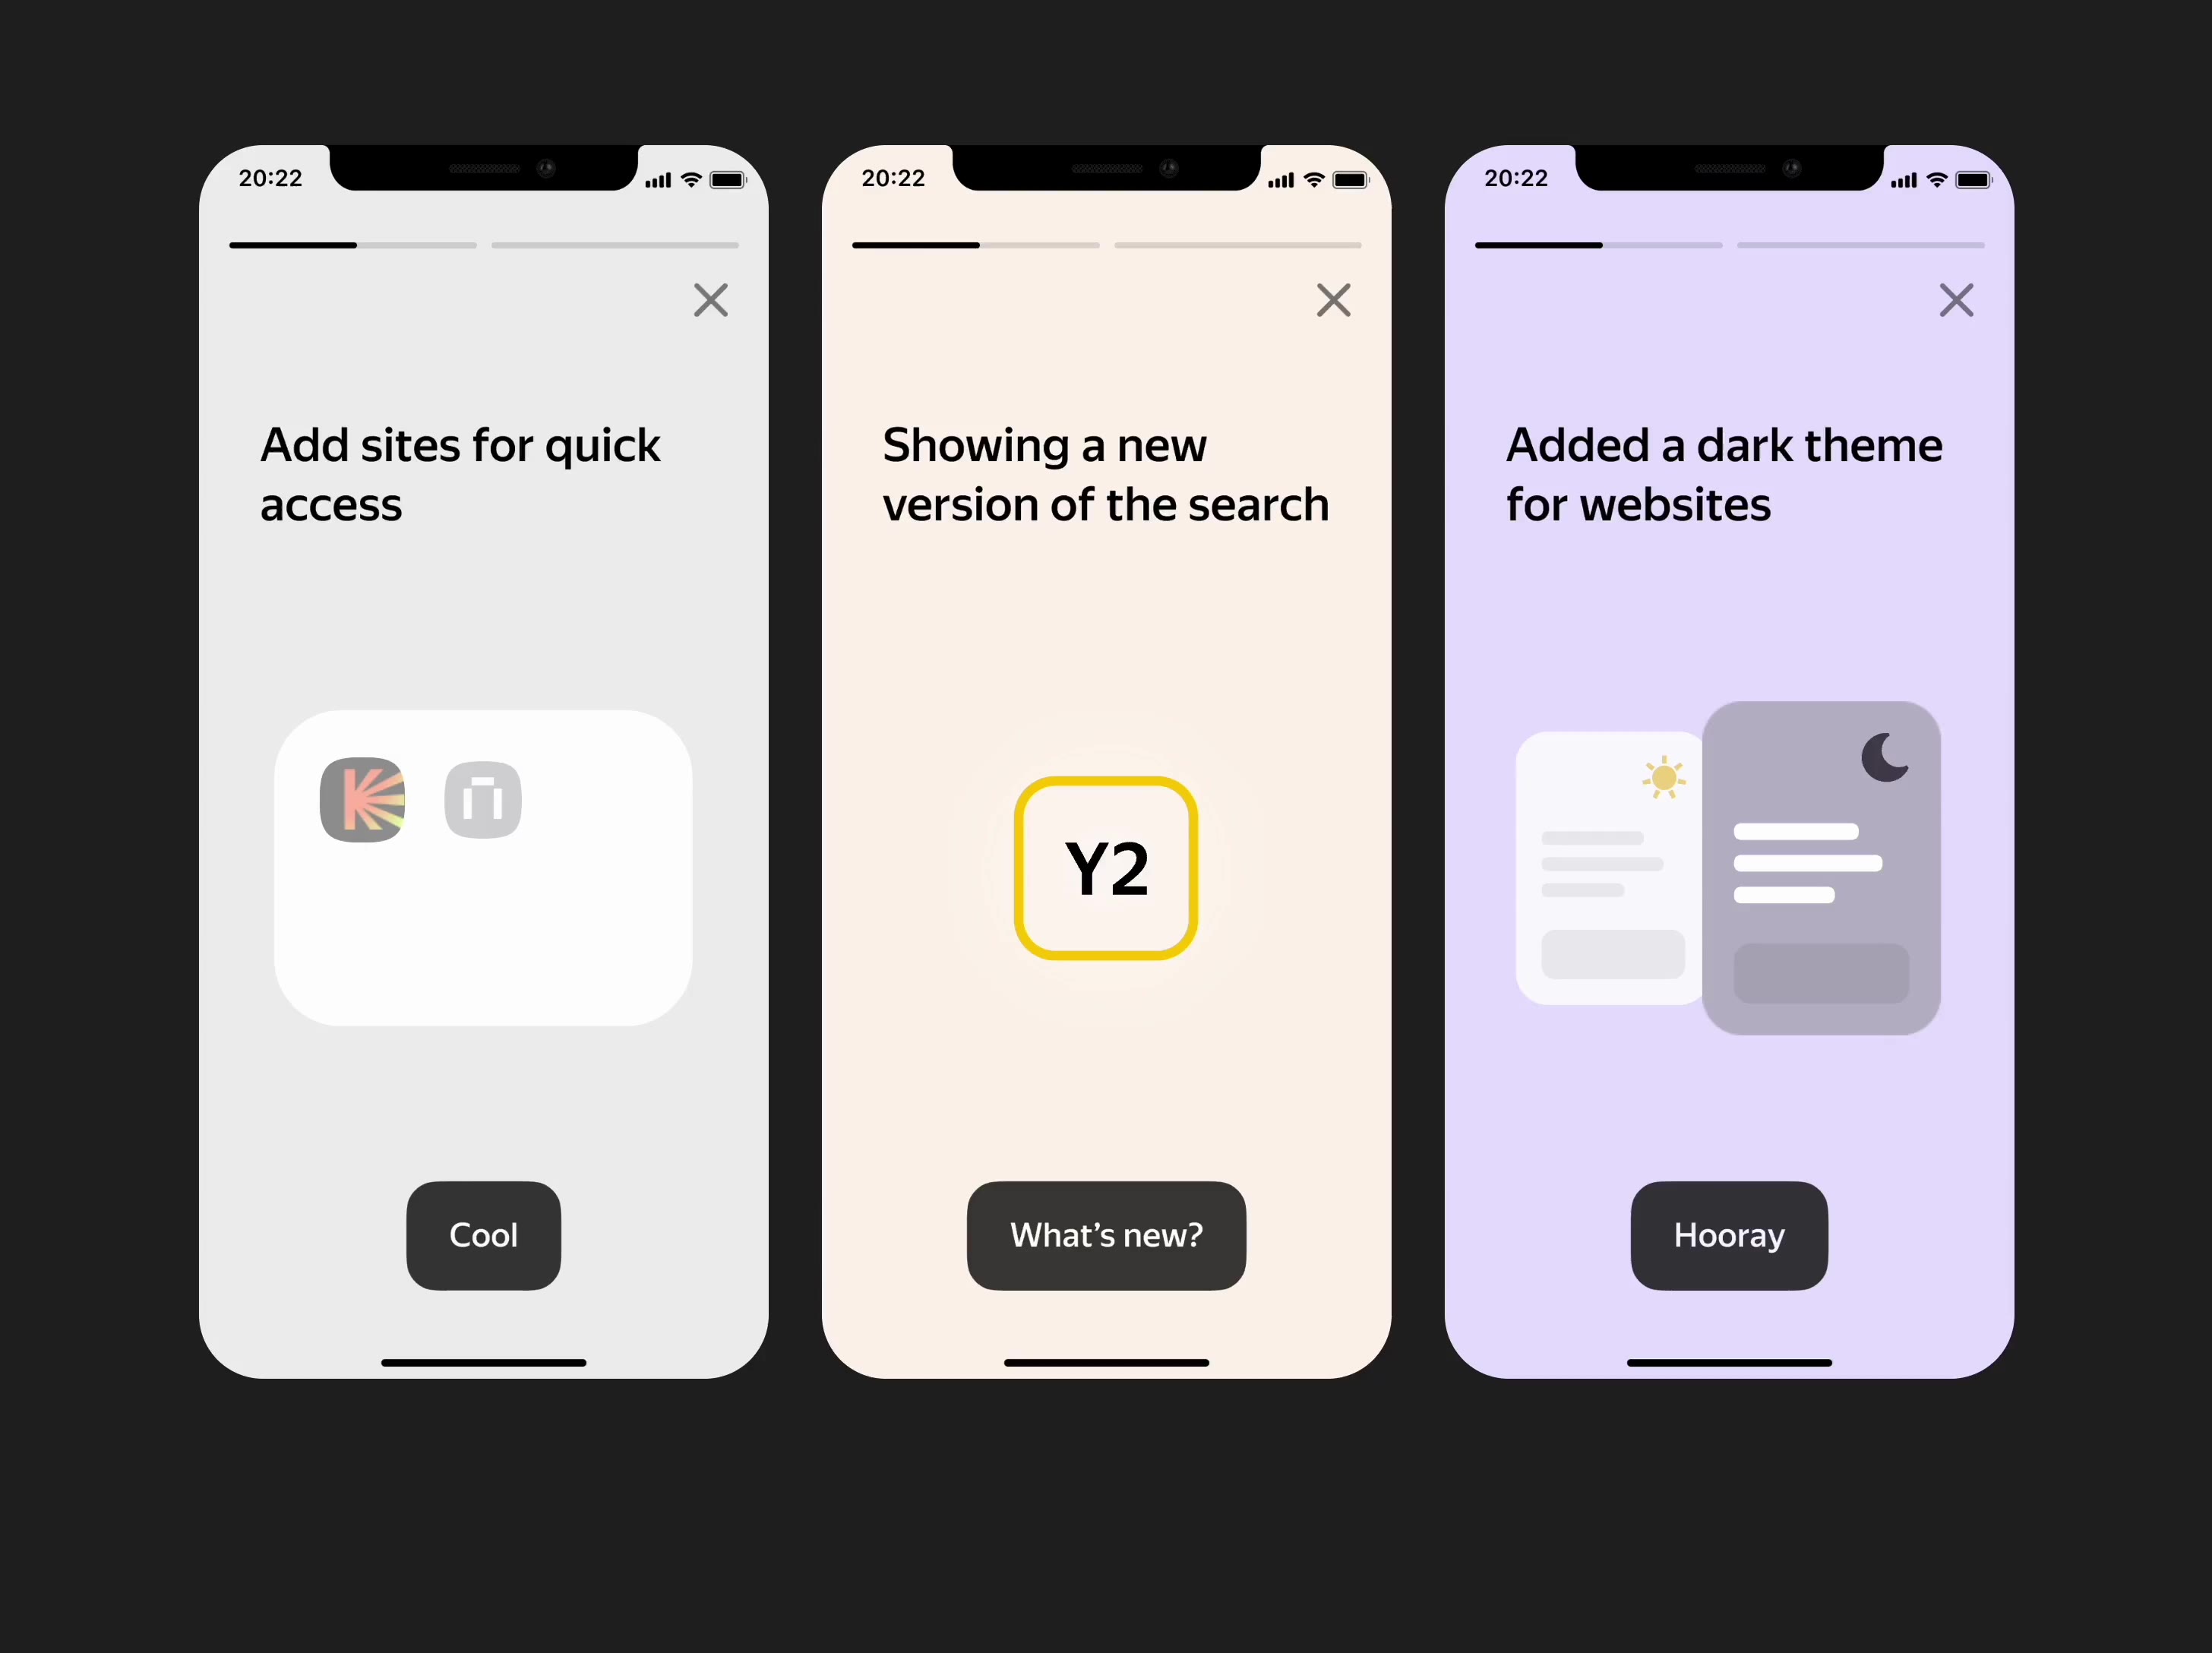 20:22
Add sites for quick
access
K
Cool
20:22
Showing a new
version of the search
Y2
What's new?
20:22
Added a dark theme
for websites
Hooray